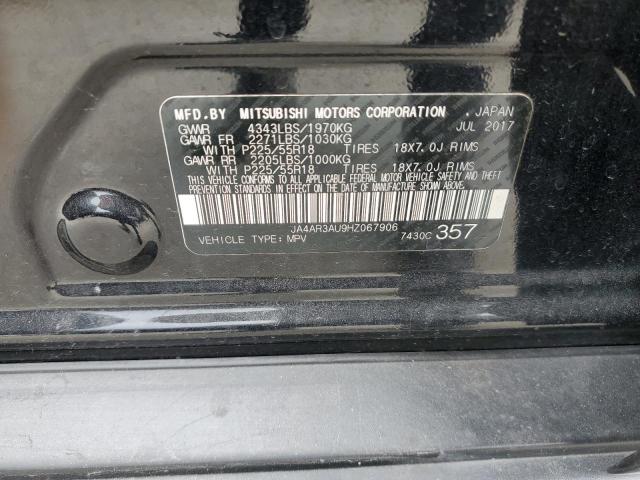 MFD.BY MITSUBISHI MOTORS CORPORATION . JAPAN
GVWR 4343LBS/1970KG JUL 2017
GAWR FR 2271LBS/1030KG
WITH P225/55R18 TIRES 18X7.0J RIMS
GAWR RR 2205LBS/1000KG
WITH P225/55R18 TIRES 18X7.0J RIMS
THIS VEHICLE CONFORMS TO ALL APPLICABLE FEDERAL MOTOR VEHICLE SAFETY AND THEFT
PREVENTION STANDARDS IN EFFECT ON THE DATE OF MANUFACTURE SHOWN ABOVE.
JA4AR3AU9HZ067906
VEHICLE TYPE: MPV 7430C 357